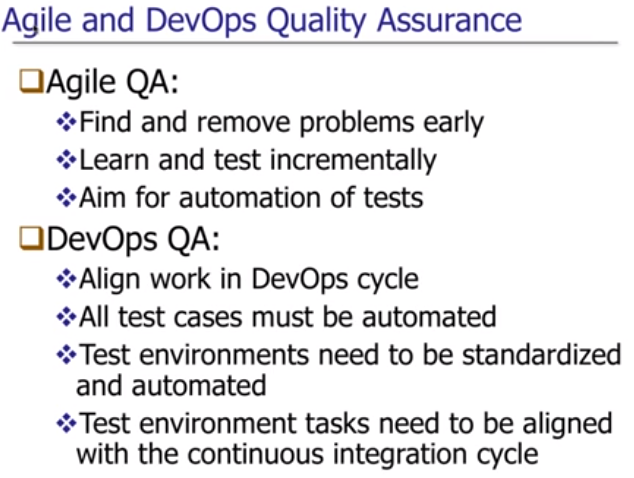 Agile and DevOps Quality Assurance
Agile QA:
Find and remove problems early
Learn and test incrementally
Aim for automation of tests
DevOps QA:
Align work in DevOps cycle
All test cases must be automated
Test environments need to be standardized
and automated
Test environment tasks need to be aligned
with the continuous integration cycle